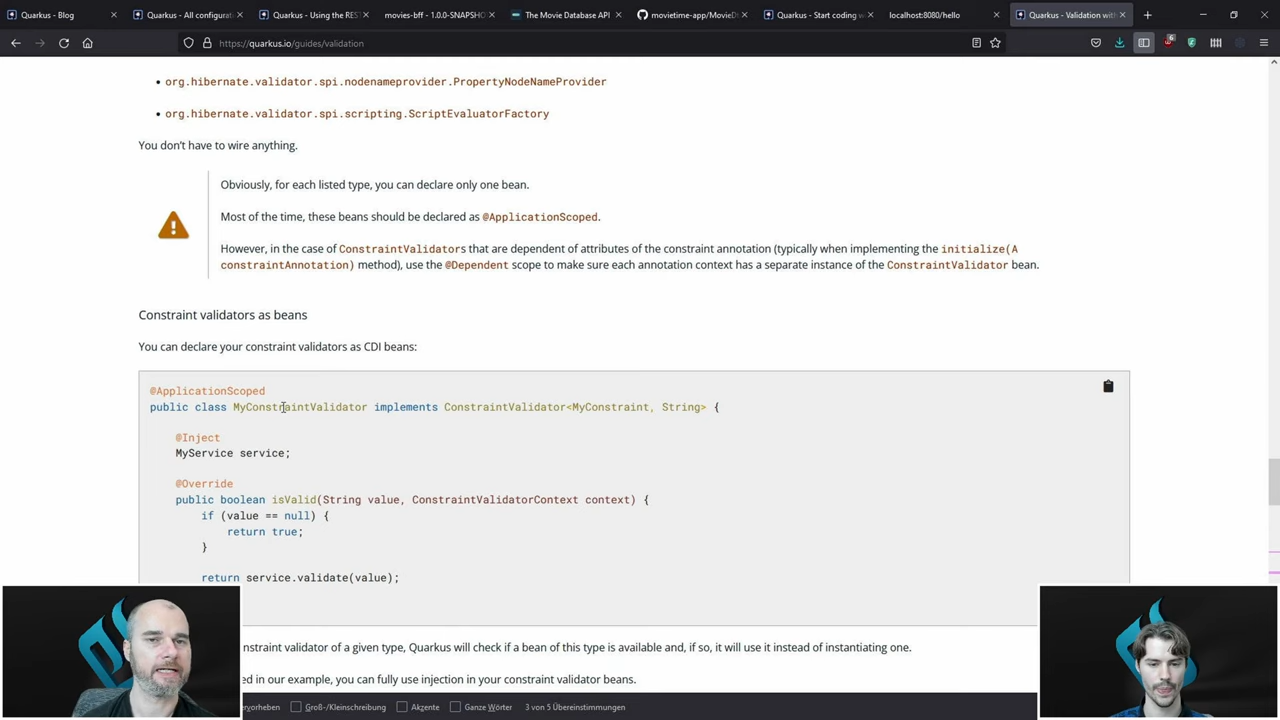 Quarkus - Blog
Quarkus - All configurat
Quarkus - Using the RES
movies-bff - 1.0.0-SNAPSHO
The Movie Database API
movietime-app/MovieDt
Quarkus - Start coding w
localhost:8080/hello
Quarkus - Validation with
https://quarkus.io/guides/validation
6
org.hibernate.validator.spi.nodenameprovider.PropertyNodeNameProvider
org.hibernate.validator.spi.scripting.ScriptEvaluatorFactory
You don't have to wire anything.
Obviously, for each listed type, you can declare only one bean.
Most of the time, these beans should be declared as @ApplicationScoped.
However, in the case of ConstraintValidators that are dependent of attributes of the constraint annotation (typically when implementing the initialize(A
constraintAnnotation) method), use the @Dependent scope to make sure each annotation context has a separate instance of the ConstraintValidator bean.
Constraint validators as beans
You can declare your constraint validators as CDI beans:
@ApplicationScoped
public class MyConstraintValidator implements ConstraintValidator<MyConstraint, String> {
@Inject
MyService service;
@Override
public boolean isValid(String value, ConstraintValidatorContext context) {
if (value == null) {
return true;
}
return service.validate(value);
nstraint validator of a given type, Quarkus will check if a bean of this type is available and, if so, it will use it instead of instantiating one.
ed in our example, you can fully use injection in your constraint validator beans.
ervorheben
Groß-/Kleinschreibung
Akzente
Ganze Wörter
3 von 5 Übereinstimmungen